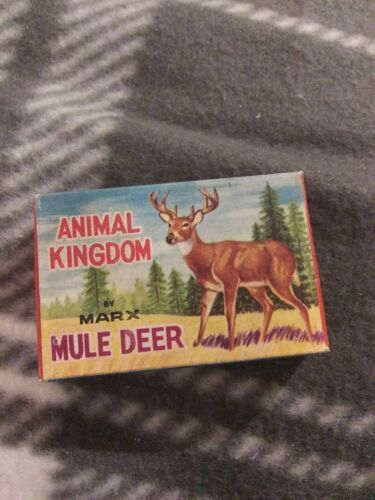 ANIMAL
KINGDOM
BY
MARX
MULE DEER